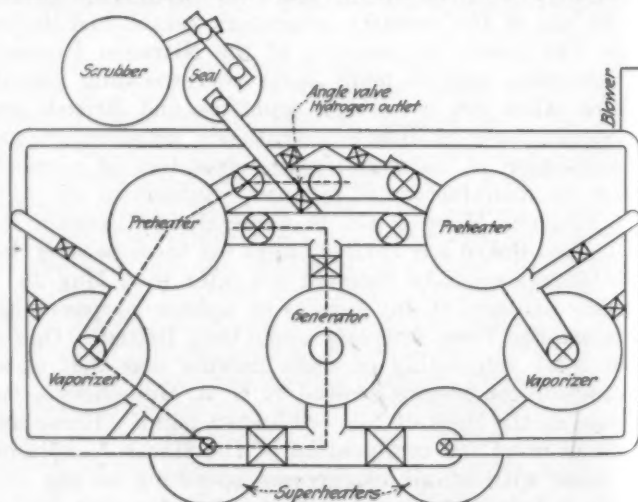 Scrubber
Seal
Angle valve
Hydrogen outlet
Blower
Preheater
Preheater
Generator
Vaporizer
Vaporizer
Superheaters